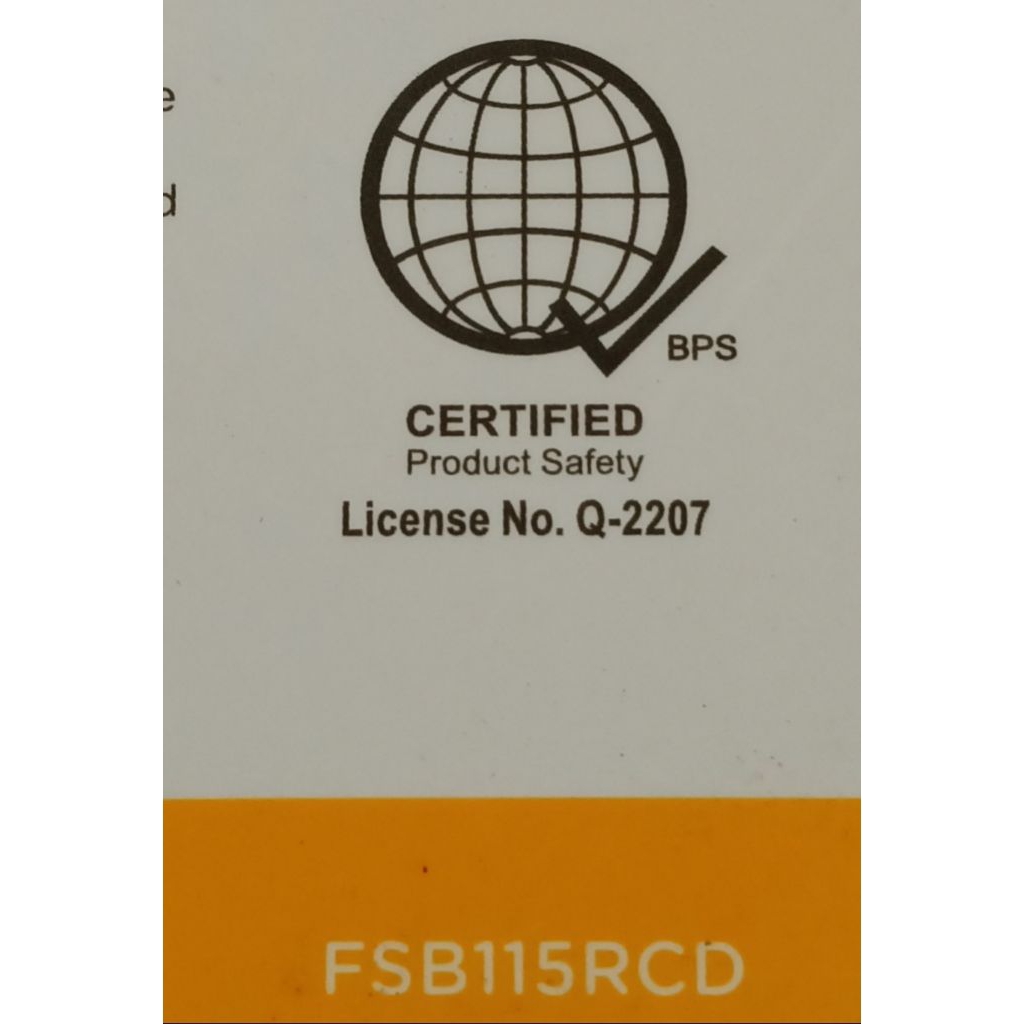 e
d
BPS
CERTIFIED
Product Safety
License No. Q-2207
FSB115RCD